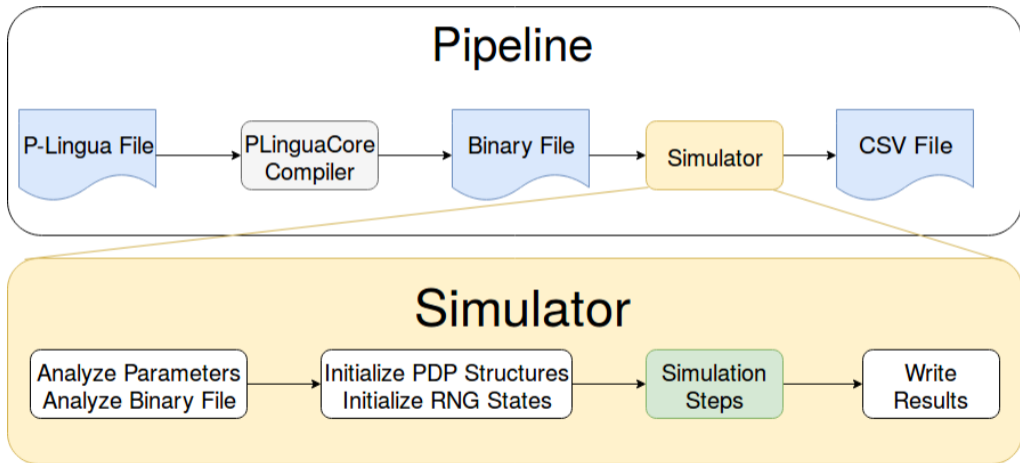 Pipeline
P-Lingua File
PLinguaCore
Compiler
Binary File
Simulator
CSV File
Simulator
Analyze Parameters
Analyze Binary File
Initialize PDP Structures
Initialize RNG States
Simulation
Steps
Write
Results